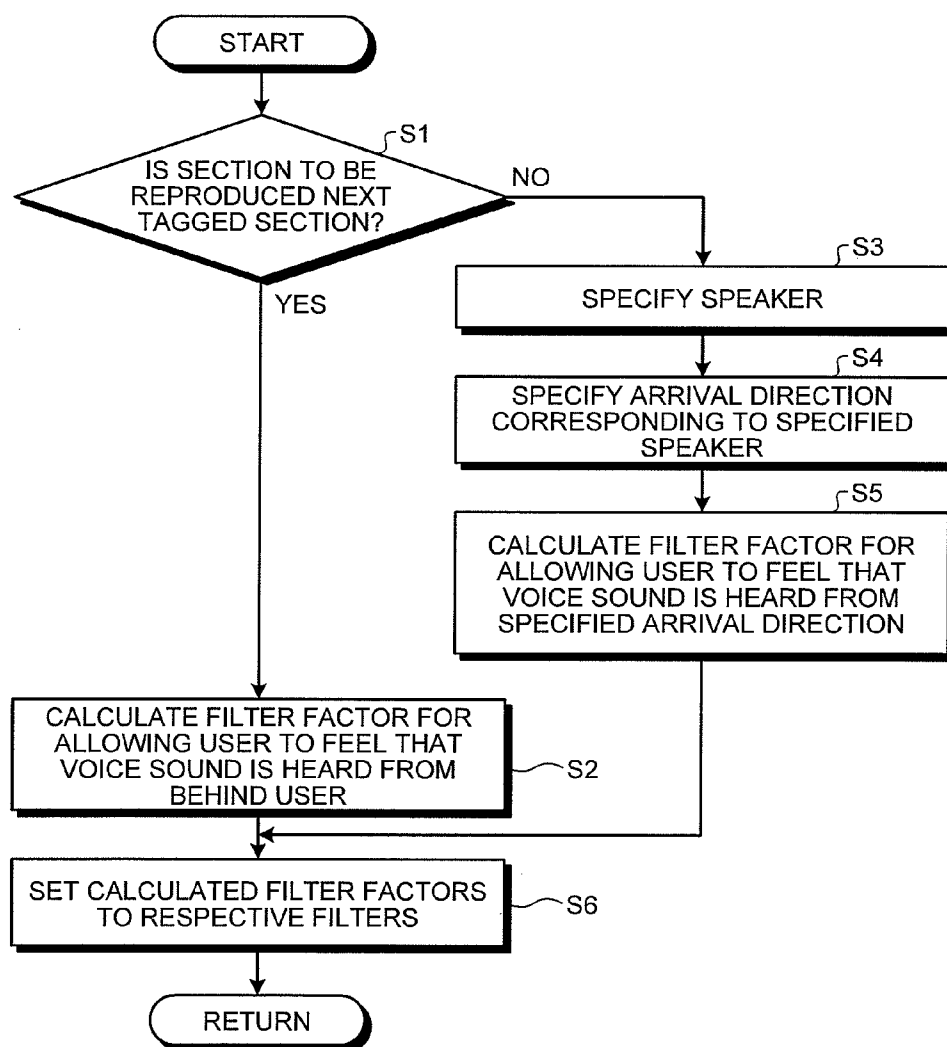 START
S1
IS SECTION TO BE
REPRODUCED NEXT
TAGGED SECTION?
NO
YES
S3
SPECIFY SPEAKER
S4
SPECIFY ARRIVAL DIRECTION
CORRESPONDING TO SPECIFIED
SPEAKER
S5
CALCULATE FILTER FACTOR FOR
ALLOWING USER TO FEEL THAT
VOICE SOUND IS HEARD FROM
SPECIFIED ARRIVAL DIRECTION
CALCULATE FILTER FACTOR FOR
ALLOWING USER TO FEEL THAT
VOICE SOUND IS HEARD FROM
BEHIND USER
S2
SET CALCULATED FILTER FACTORS
TO RESPECTIVE FILTERS
S6
RETURN